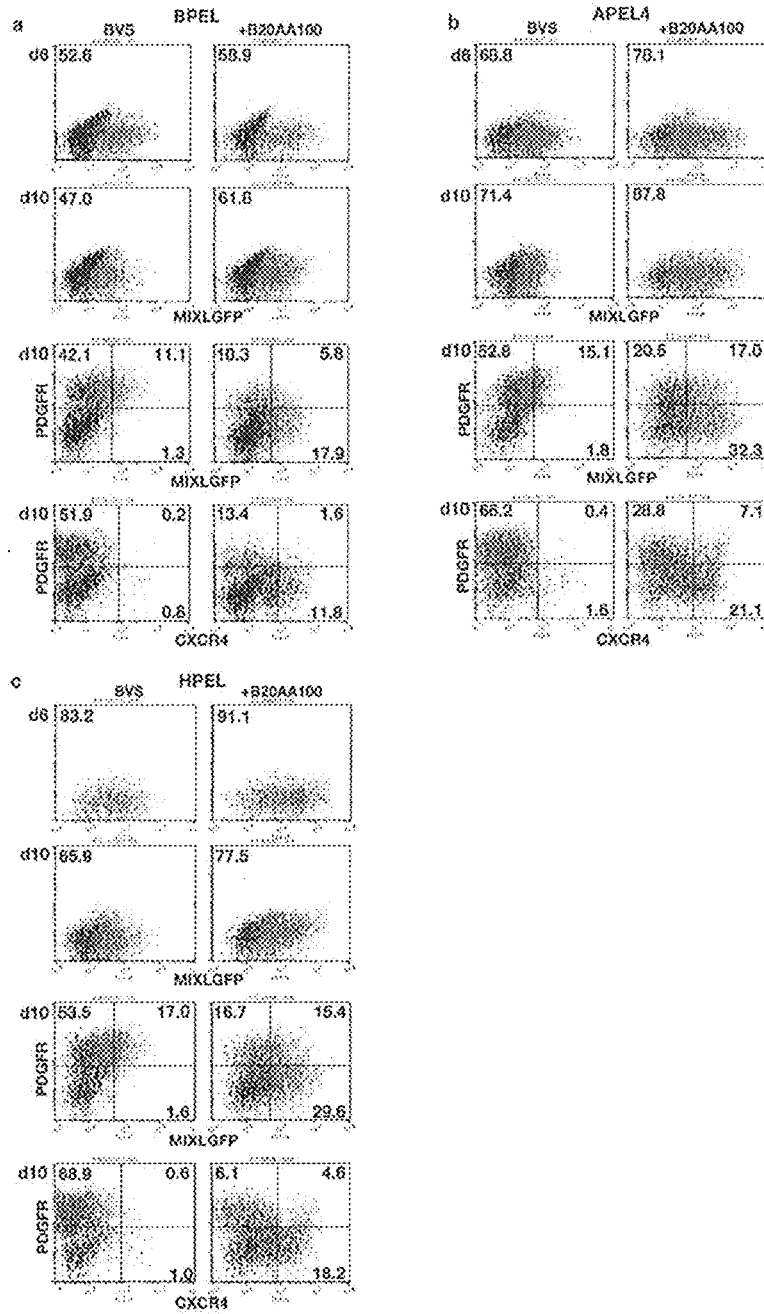 a
BPEL
BVS +B20AA100
d6 52.6 58.9
d10 47.0 61.6
MIXLGFP
d10 42.1 11.1 10.3 5.8
PDGFR
1.3 17.9
MIXLGFP
d10 51.9 0.2 13.4 1.6
PDGFR
0.6 11.8
CXCR4
b
APEL4
BVS +B20AA100
d6 68.8 78.1
d10 71.4 87.8
MIXLGFP
d10 52.8 15.1 20.5 17.0
PDGFR
1.8 32.3
MIXLGFP
d10 66.2 0.4 28.8 7.1
PDGFR
1.6 21.1
CXCR4
c
HPEL
BVS +B20AA100
d6 83.2 91.1
d10 65.9 77.5
MIXLGFP
d10 53.5 17.0 16.7 15.4
PDGFR
1.6 29.6
MIXLGFP
d10 68.9 0.6 6.1 4.6
PDGFR
1.0 18.2
CXCR4